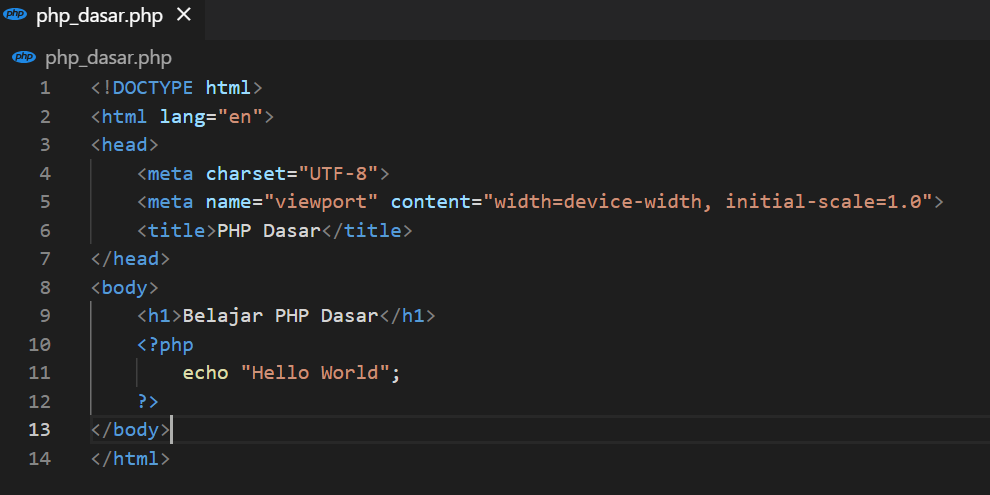 php php_dasar.php ×
php php_dasar.php
1 <!DOCTYPE html>
2 <html lang="en">
3 <head>
4     <meta charset="UTF-8">
5     <meta name="viewport" content="width=device-width, initial-scale=1.0">
6     <title>PHP Dasar</title>
7 </head>
8 <body>
9     <h1>Belajar PHP Dasar</h1>
10     <?php
11         echo "Hello World";
12     ?>
13 </body>
14 </html>